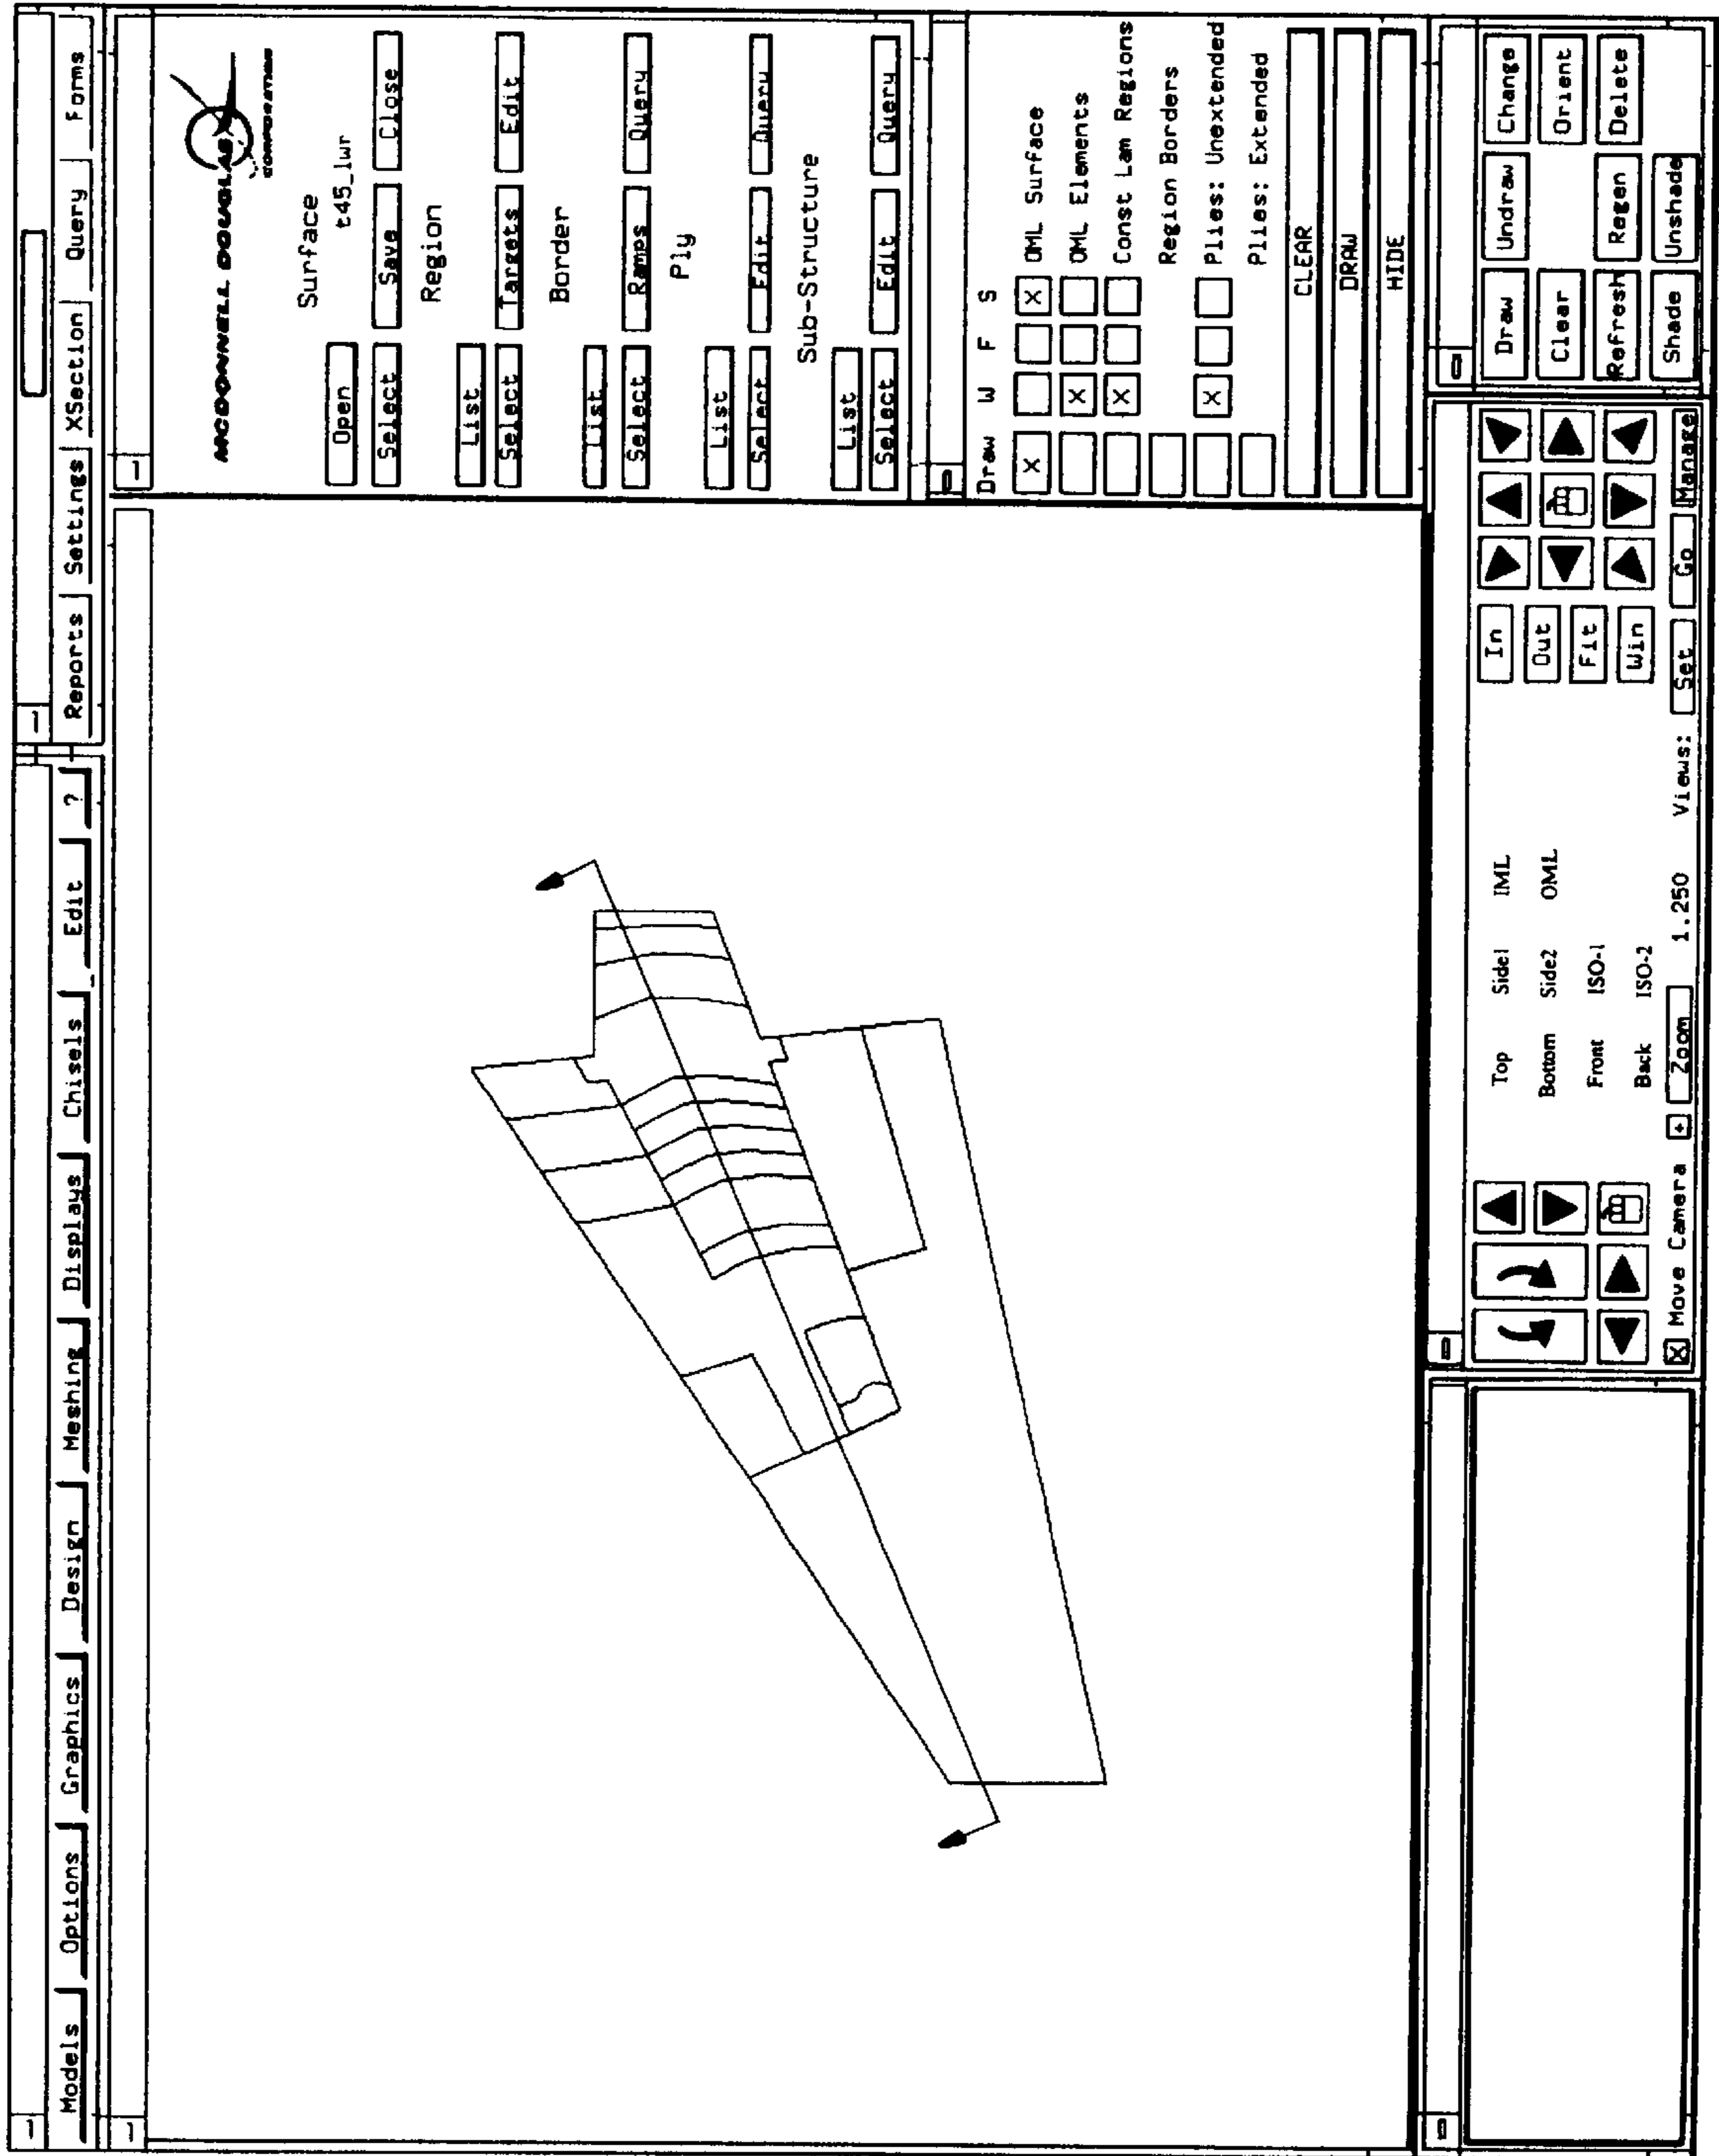 Models Options Graphics Design Meshing Displays Chisels Edit ?
Reports Settings XSection Query Forms
MCDONNELL DOUGLAS
CORPORATION
Surface
Open t45_lwr
Select Save Close
Region
List
Select Targets Edit
Border
List
Select Ramps Query
Ply
List
Select Edit Query
Sub-Structure
List
Select Edit Query
Draw W F S
X X OML Surface
X OML Elements
X Const Lam Regions
Region Borders
X Plies: Unextended
Plies: Extended
CLEAR
DRAW
HIDE
Top Side1 IML
Bottom Side2 OML
Front ISO-1
Back ISO-2
In
Out
Fit
Win
X Move Camera + Zoom 1.250 Views: Set Go Manage
Draw Undraw Change
Clear Orient
Refresh Regen Delete
Shade Unshade